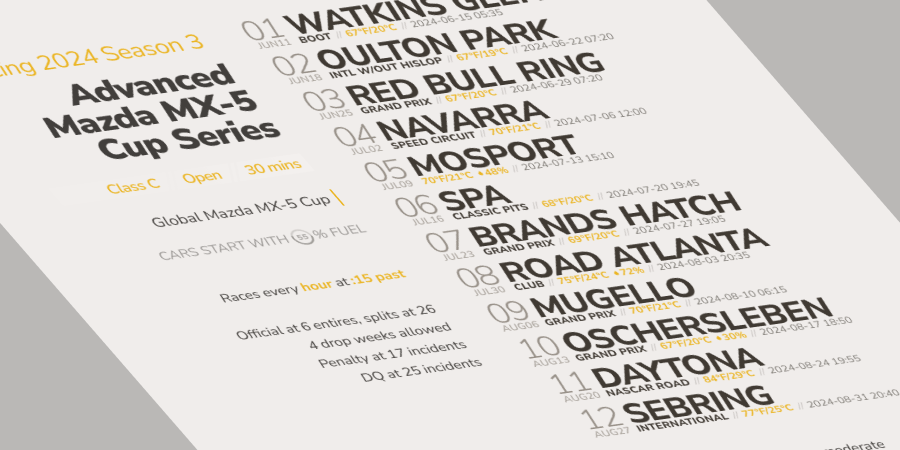 ing 2024 Season 3
Advanced
Mazda MX-5
Cup Series
Class C Open 30 mins
Global Mazda MX-5 Cup
CARS START WITH 55 % FUEL
Races every hour at :15 past
Official at 6 entires, splits at 26
4 drop weeks allowed
Penalty at 17 incidents
DQ at 25 incidents
01 WATKINS GLEN
JUN11 BOOT // 67°F/20°C // 2024-06-15 05:35
02 OULTON PARK
JUN18 INTL W/OUT HISLOP // 67°F/19°C // 2024-06-22 07:20
03 RED BULL RING
JUN25 GRAND PRIX // 67°F/20°C // 2024-06-29 07:20
04 NAVARRA
JUL02 SPEED CIRCUIT // 70°F/21°C // 2024-07-06 12:00
05 MOSPORT
JUL09 70°F/21°C 48% // 2024-07-13 15:10
06 SPA
JUL16 CLASSIC PITS // 68°F/20°C // 2024-07-20 19:45
07 BRANDS HATCH
JUL23 GRAND PRIX // 69°F/20°C // 2024-07-27 19:05
08 ROAD ATLANTA
JUL30 CLUB // 75°F/24°C 72% // 2024-08-03 20:35
09 MUGELLO
AUG06 GRAND PRIX // 70°F/21°C // 2024-08-10 06:15
10 OSCHERSLEBEN
AUG13 GRAND PRIX // 67°F/20°C 30% // 2024-08-17 18:50
11 DAYTONA
AUG20 NASCAR ROAD // 84°F/29°C // 2024-08-24 19:55
12 SEBRING
AUG27 INTERNATIONAL // 77°F/25°C // 2024-08-31 20:40
moderate